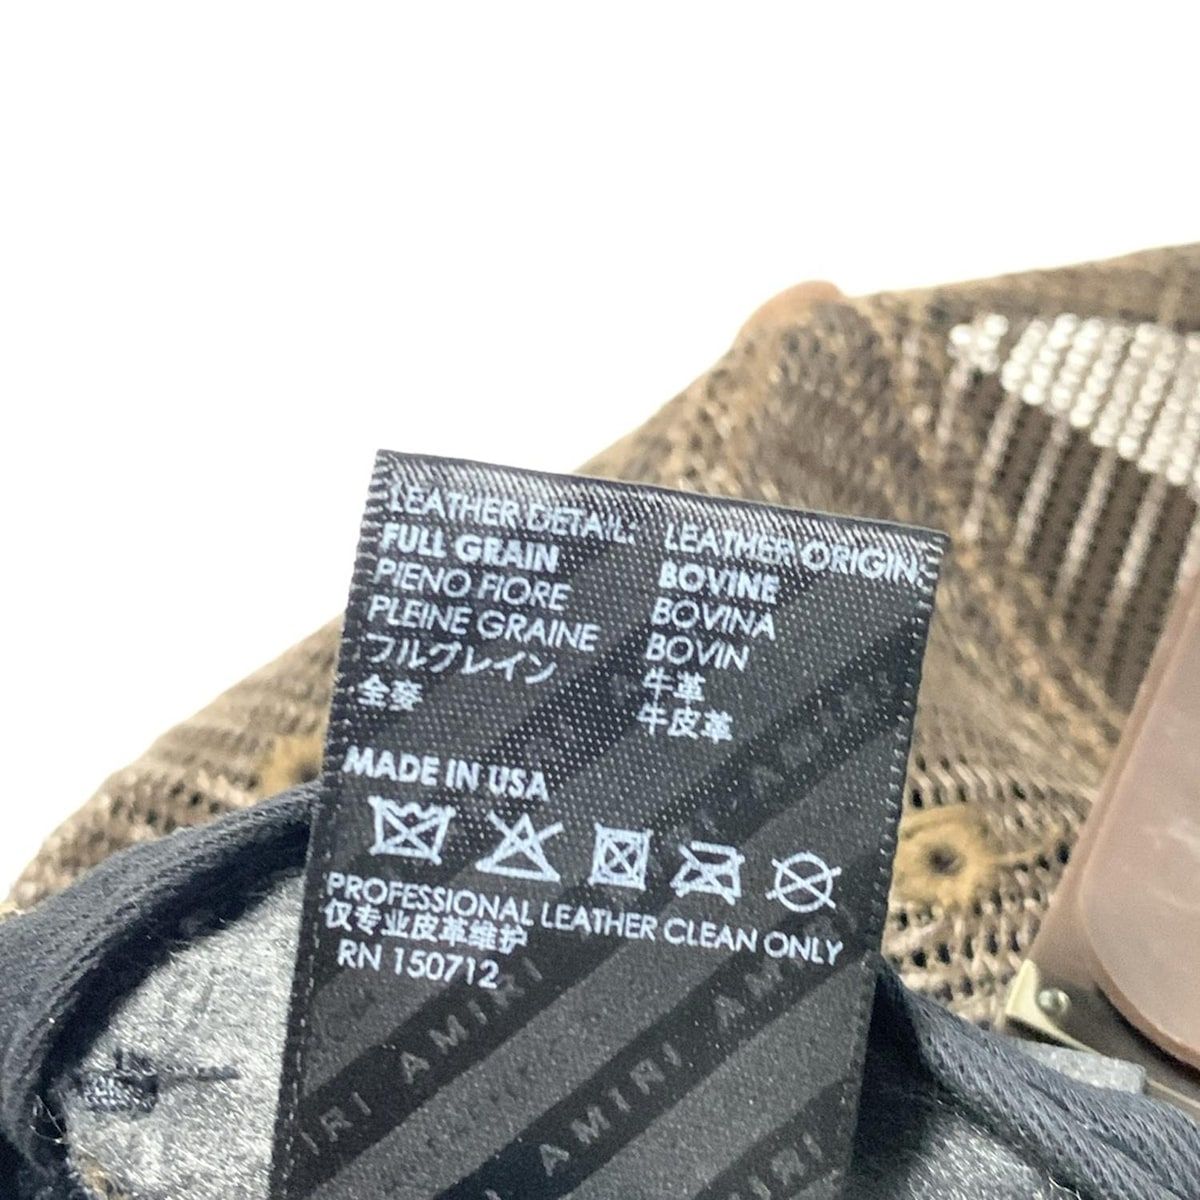 LEATHER DETAIL:
FULL GRAIN
PIENO FIORE
PLEINE GRAINE
フルグレイン
全粒
LEATHER ORIGIN:
BOVINE
BOVINA
BOVIN
牛革
牛皮革
MADE IN USA
PROFESSIONAL LEATHER CLEAN ONLY
仅专业皮革维护
RN 150712
AMIRI
AMIRI
AMIRI